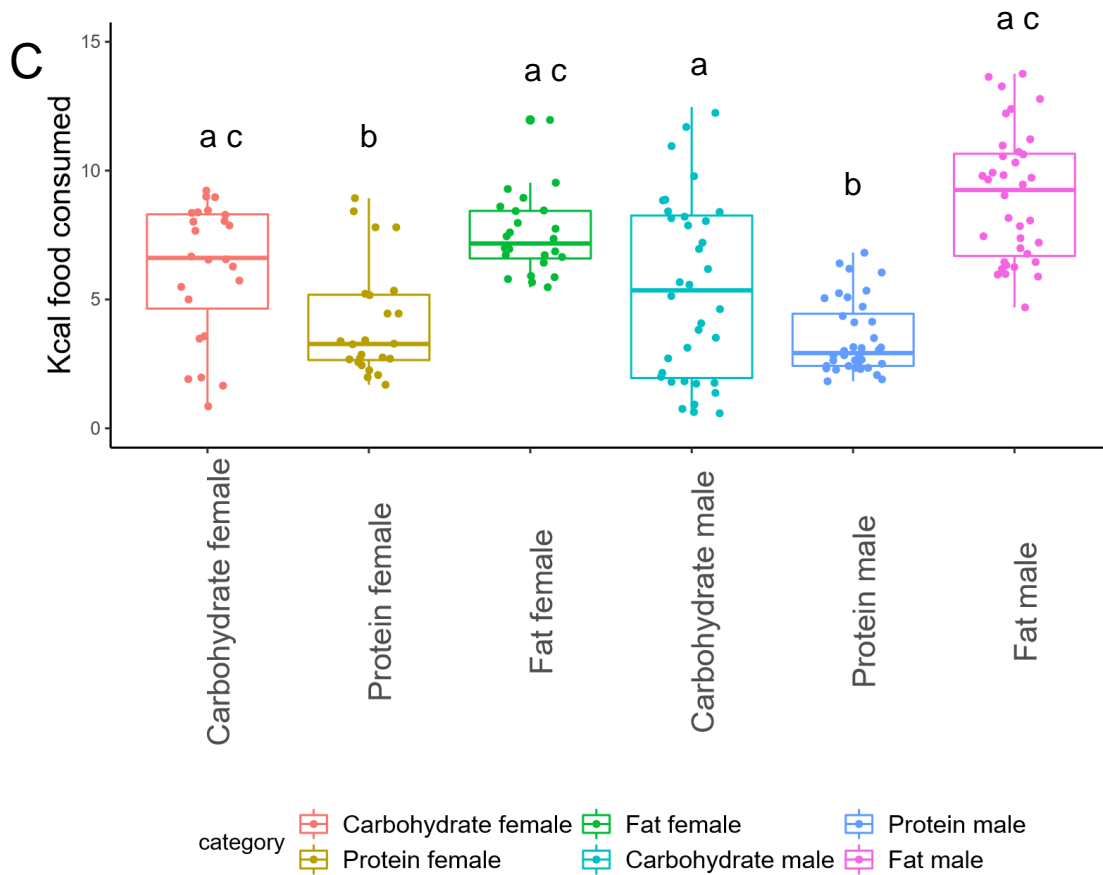 C
Kcal food consumed
15
10
5
0
a c
b
a c
a
b
a c
Carbohydrate female
Protein female
Fat female
Carbohydrate male
Protein male
Fat male
category
Carbohydrate female
Fat female
Protein male
Protein female
Carbohydrate male
Fat male